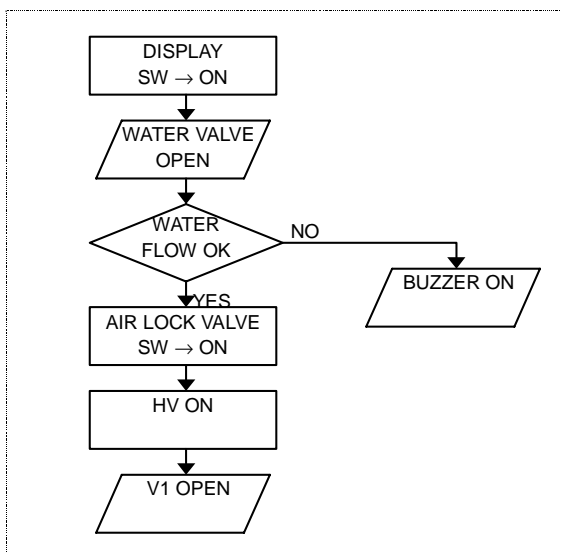 DISPLAY
SW → ON
WATER VALVE
OPEN
WATER
FLOW OK
NO
BUZZER ON
YES
AIR LOCK VALVE
SW → ON
HV ON
V1 OPEN